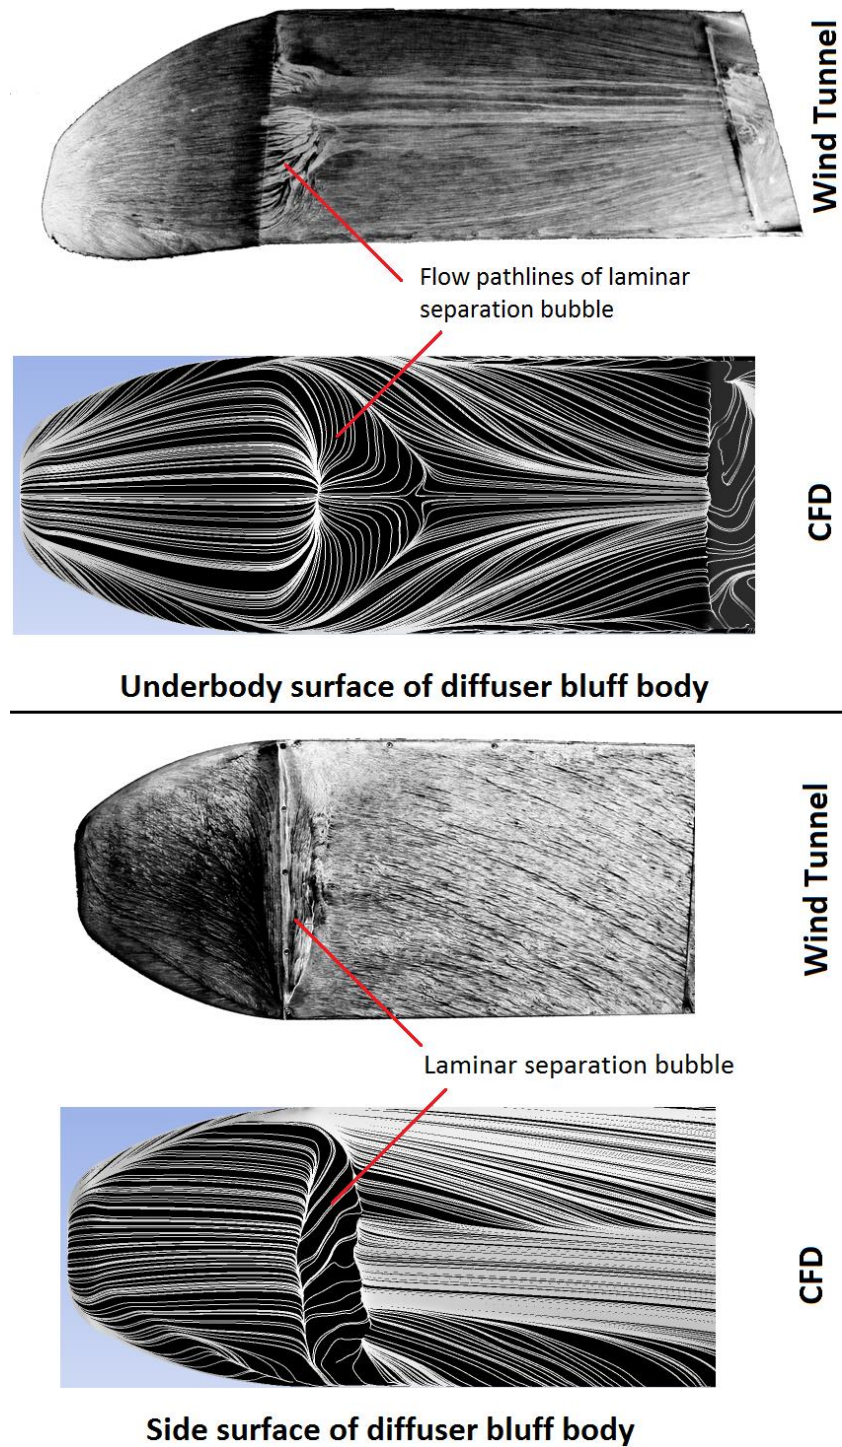 Wind Tunnel
Flow pathlines of laminar
separation bubble
CFD
Underbody surface of diffuser bluff body
Wind Tunnel
Laminar separation bubble
CFD
Side surface of diffuser bluff body